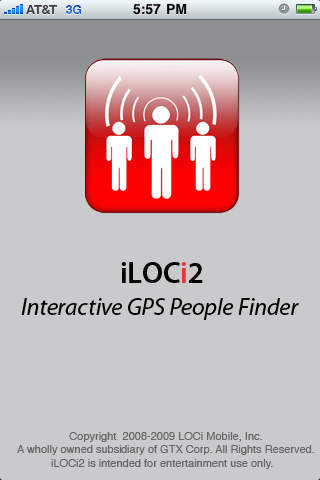 AT&T 3G 5:57 PM
iLOCi2
Interactive GPS People Finder
Copyright 2008-2009 LOCi Mobile, Inc.
A wholly owned subsidiary of GTX Corp. All Rights Reserved.
iLOCi2 is intended for entertainment use only.